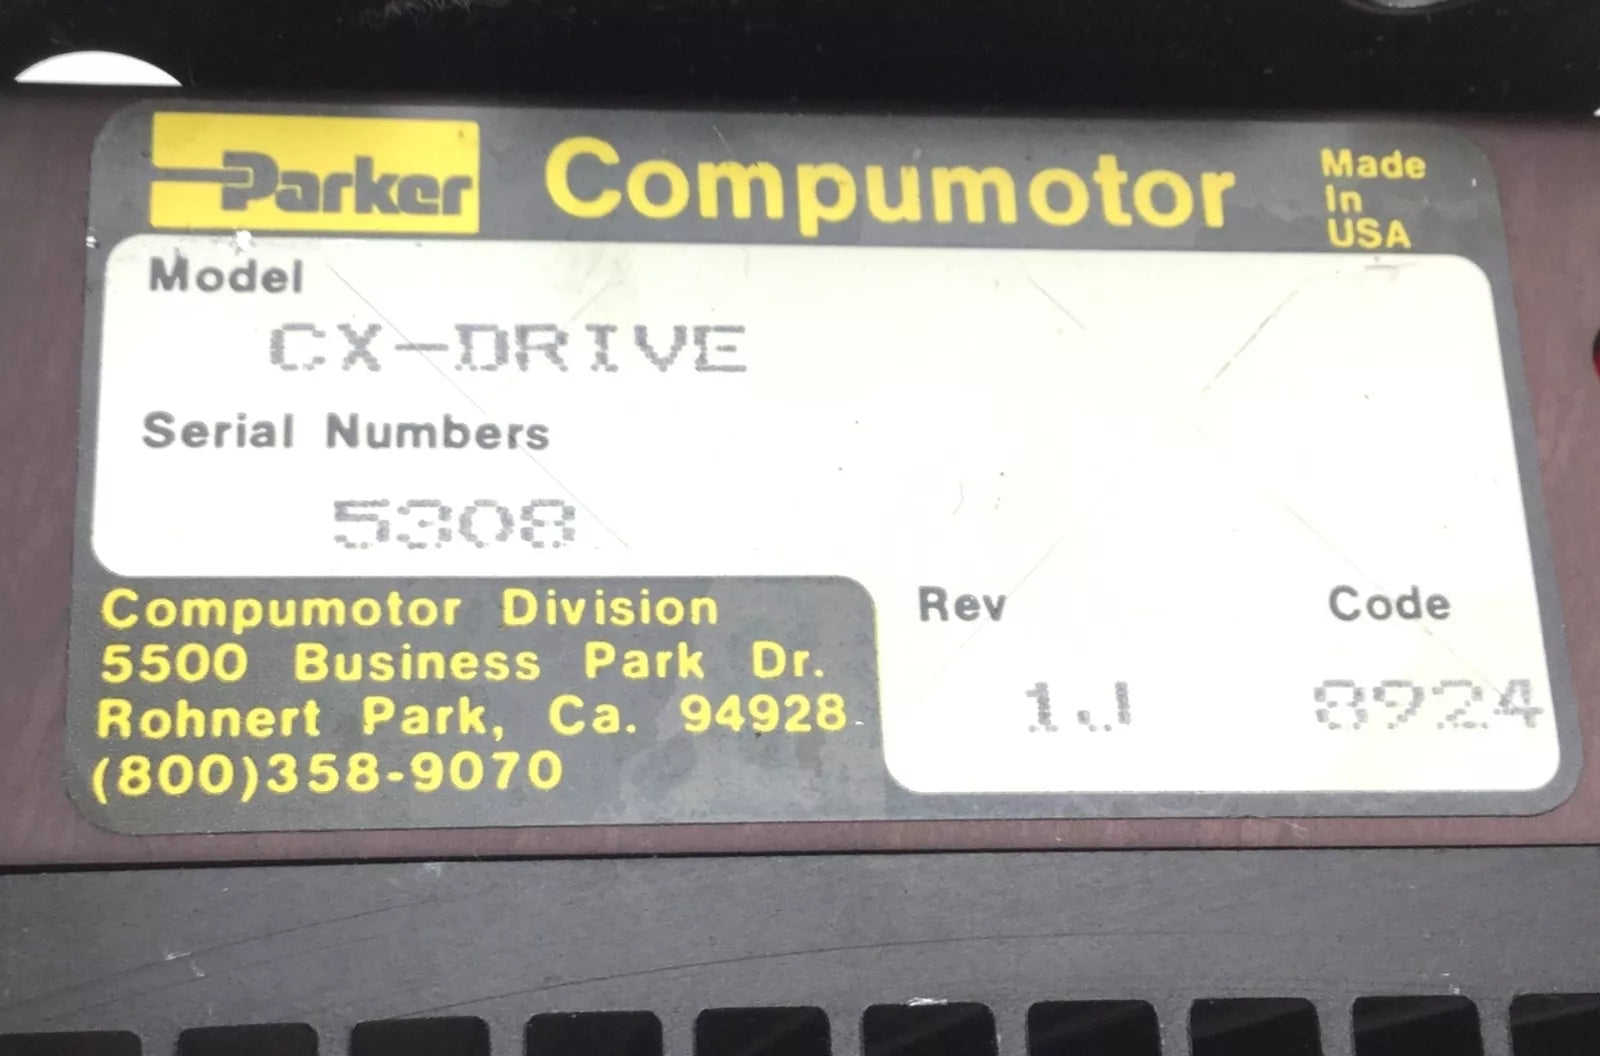 Parker Compumotor Made
In
USA
Model
CX-DRIVE
Serial Numbers
5308
Compumotor Division
5500 Business Park Dr.
Rohnert Park, Ca. 94928
(800)358-9070
Rev Code
1J 8924